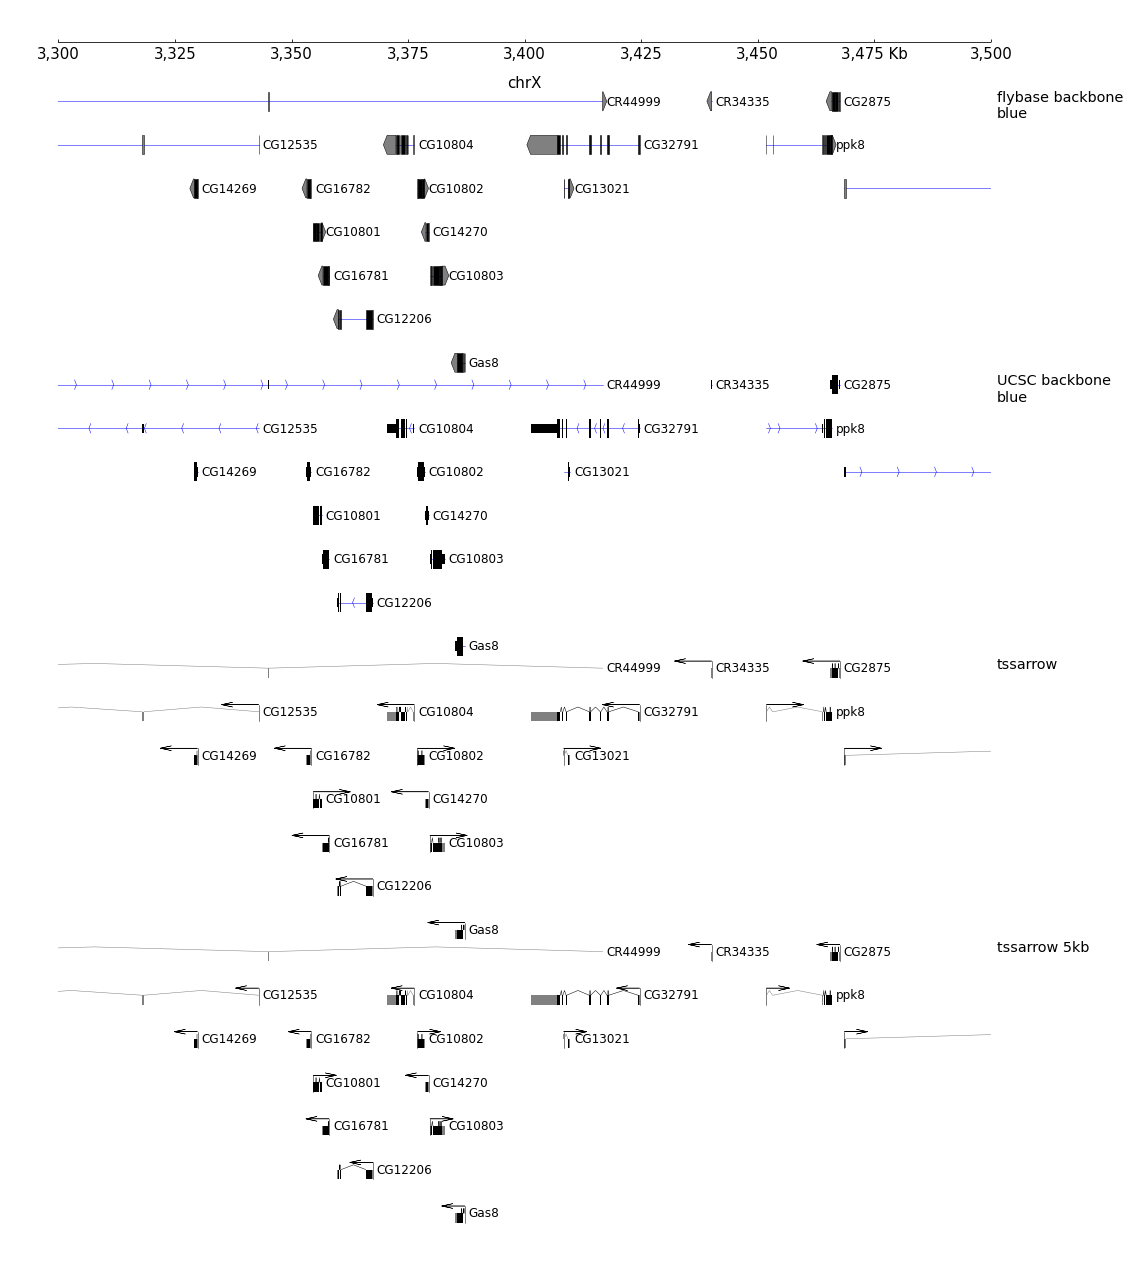 3,300 3,325 3,350 3,375 3,400 3,425 3,450 3,475 Kb 3,500
chrX
CR44999 CR34335 CG2875 flybase backbone
blue
CG12535 CG10804 CG32791 ppk8
CG14269 CG16782 CG10802 CG13021
CG10801 CG14270
CG16781 CG10803
CG12206
Gas8
CR44999 CR34335 CG2875 UCSC backbone
blue
CG12535 CG10804 CG32791 ppk8
CG14269 CG16782 CG10802 CG13021
CG10801 CG14270
CG16781 CG10803
CG12206
Gas8
CR44999 CR34335 CG2875 tssarrow
CG12535 CG10804 CG32791 ppk8
CG14269 CG16782 CG10802 CG13021
CG10801 CG14270
CG16781 CG10803
CG12206
Gas8
CR44999 CR34335 CG2875 tssarrow 5kb
CG12535 CG10804 CG32791 ppk8
CG14269 CG16782 CG10802 CG13021
CG10801 CG14270
CG16781 CG10803
CG12206
Gas8